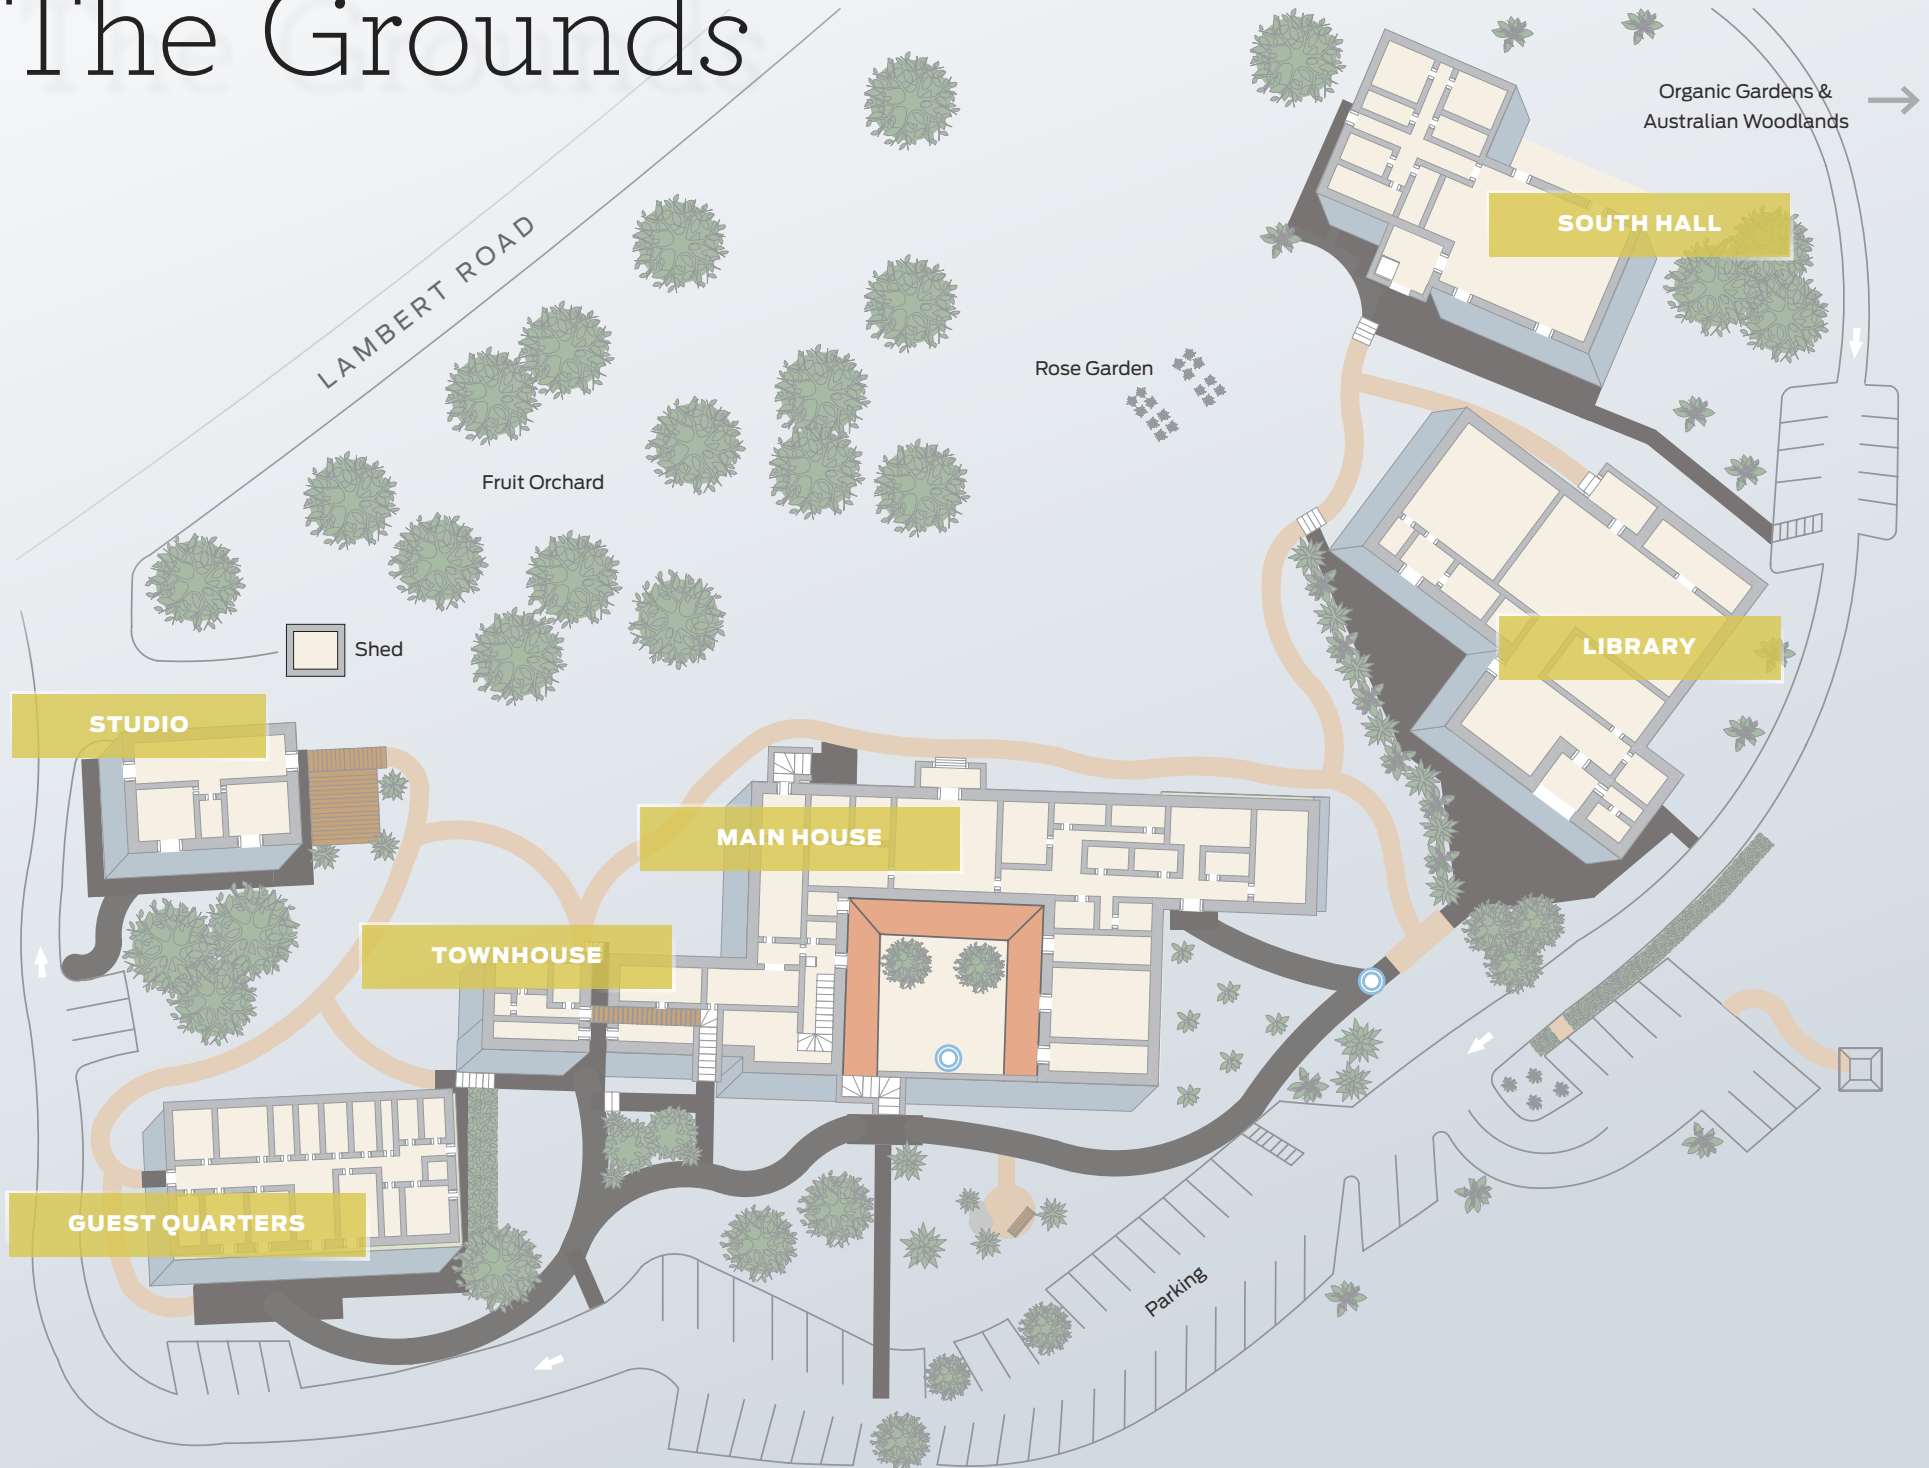 The Grounds
Organic Gardens &
Australian Woodlands
SOUTH HALL
LAMBERT ROAD
Rose Garden
Fruit Orchard
LIBRARY
Shed
STUDIO
MAIN HOUSE
TOWNHOUSE
GUEST QUARTERS
Parking